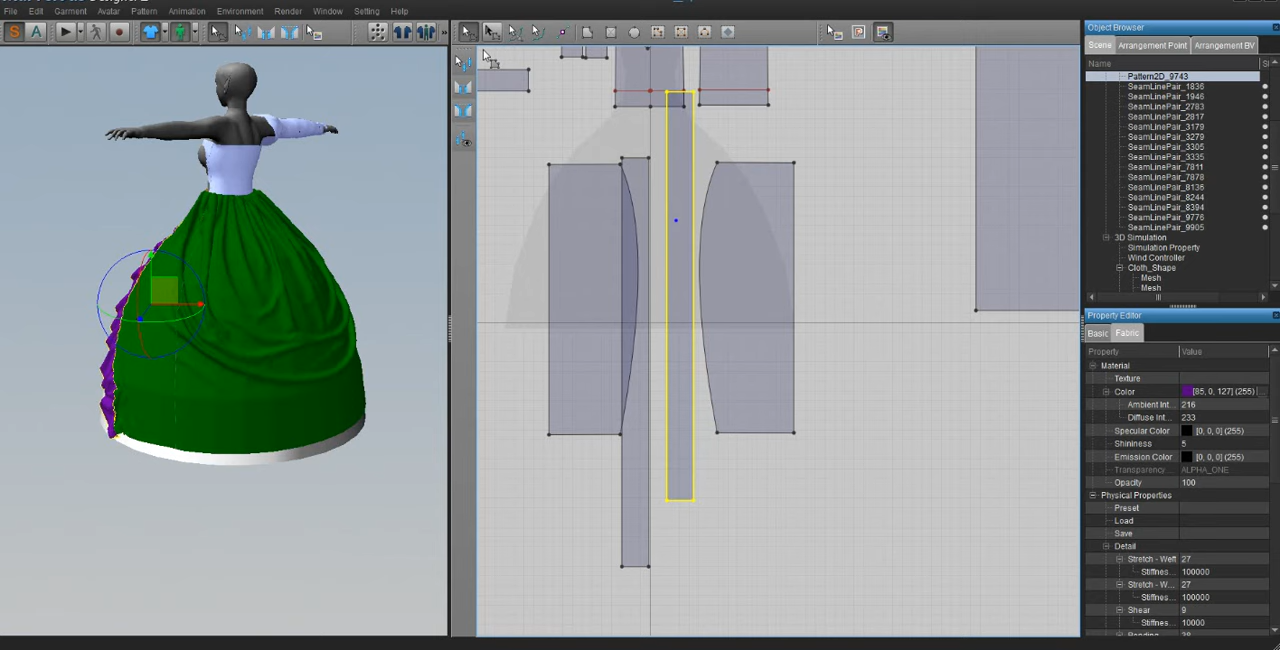 File Edit Garment Avatar Pattern Animation Environment Render Window Setting Help
S A
Object Browser
Scene Arrangement Point Arrangement BV
Name
Pattern2D_9743
SeamLinePair_1836
SeamLinePair_1946
SeamLinePair_2783
SeamLinePair_2817
SeamLinePair_3179
SeamLinePair_3279
SeamLinePair_3305
SeamLinePair_3335
SeamLinePair_7811
SeamLinePair_7878
SeamLinePair_8136
SeamLinePair_8244
SeamLinePair_8394
SeamLinePair_9776
SeamLinePair_9905
3D Simulation
Simulation Property
Wind Controller
Cloth_Shape
Mesh
Mesh
Property Editor
Basic Fabric
Property Value
Material
Texture
Color [85, 0, 127] (255)
Ambient Int... 216
Diffuse Int... 233
Specular Color [0, 0, 0] (255)
Shininess 5
Emission Color [0, 0, 0] (255)
Transparency... ALPHA_ONE
Opacity 100
Physical Properties
Preset
Load
Save
Detail
Stretch - Weft 27
Stiffnes... 100000
Stretch - W... 27
Stiffnes... 100000
Shear 9
Stiffnes... 10000